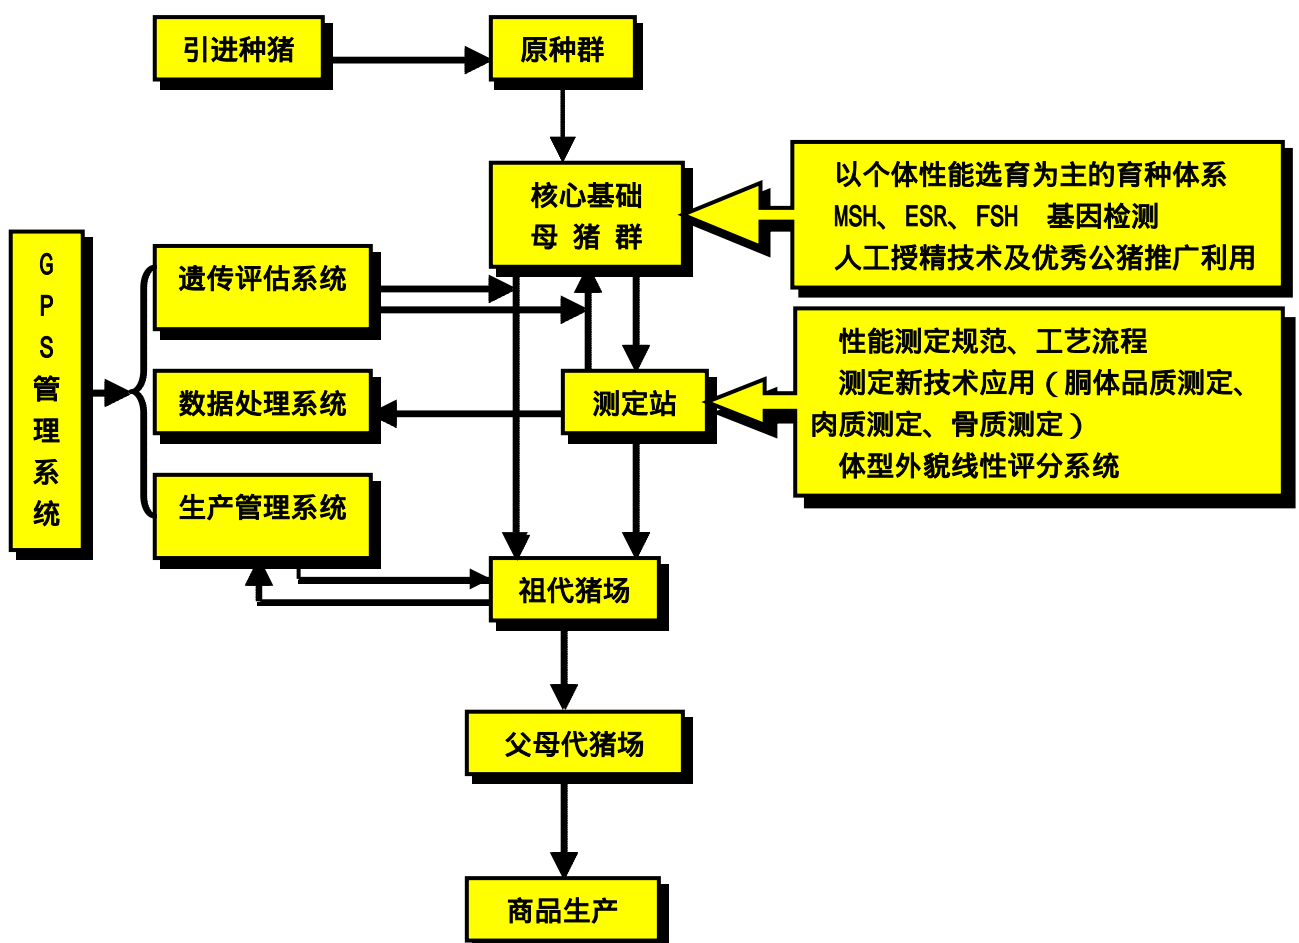 引进种猪
原种群
核心基础
母 猪 群
以个体性能选育为主的育种体系
MSH、ESR、FSH 基因检测
人工授精技术及优秀公猪推广利用
GPS管理系统
遗传评估系统
数据处理系统
生产管理系统
测定站
性能测定规范、工艺流程
测定新技术应用（胴体品质测定、
肉质测定、骨质测定）
体型外貌线性评分系统
祖代猪场
父母代猪场
商品生产